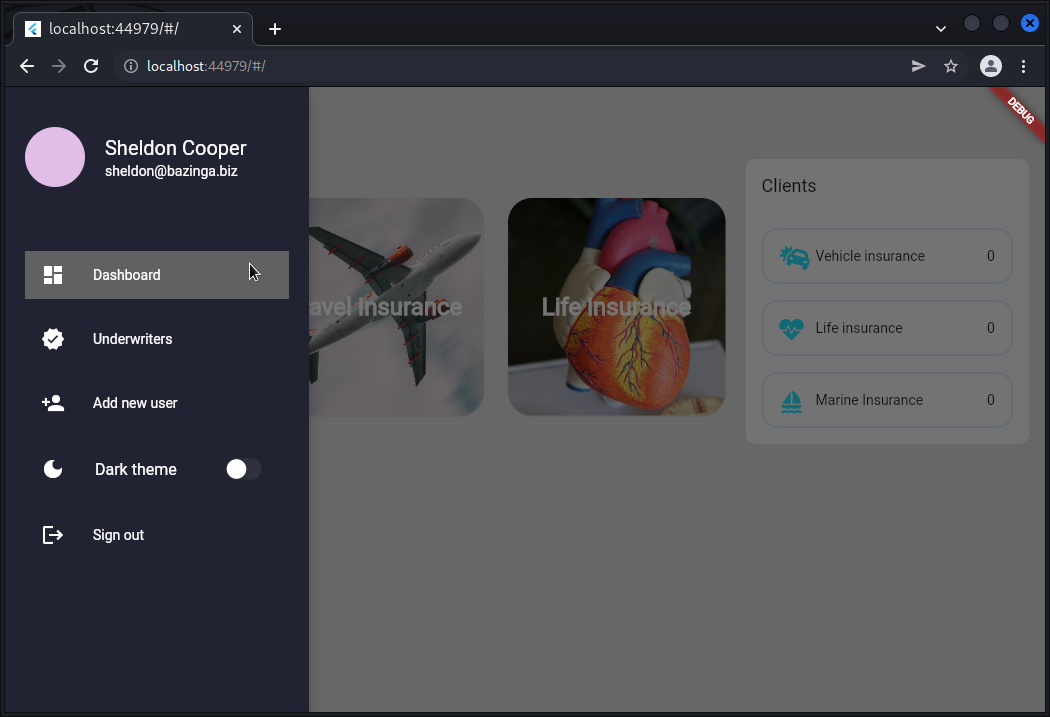 localhost:44979/#/
localhost:44979/#/
DEBUG
Sheldon Cooper
sheldon@bazinga.biz
Dashboard
Underwriters
Add new user
Dark theme
Sign out
avel Insurance
Life insurance
Clients
Vehicle insurance 0
Life insurance 0
Marine Insurance 0